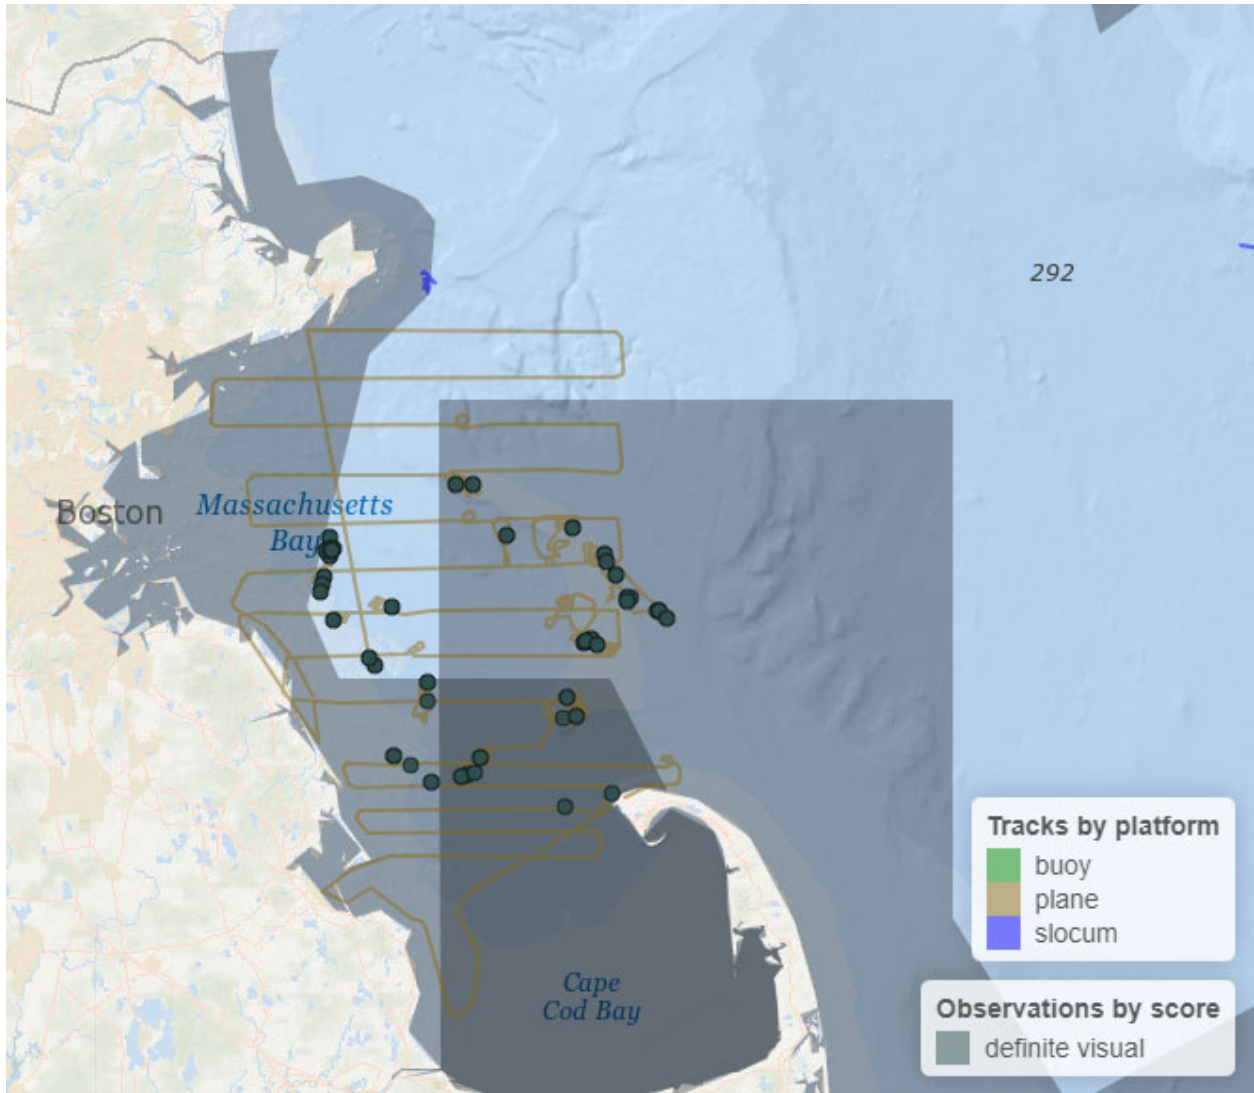 292
Boston
Massachusetts
Bay
Tracks by platform
buoy
plane
slocum
Cape
Cod Bay
Observations by score
definite visual